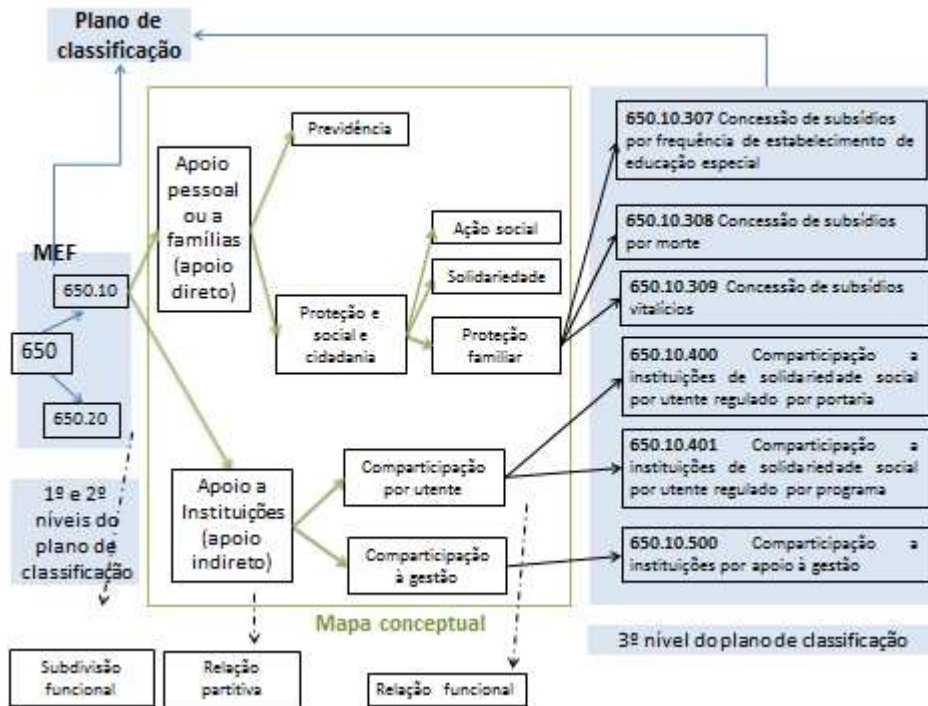 Plano de
classificação
MEF
650
650.10
650.20
1º e 2º
níveis do
plano de
classificação
Apoio
pessoal
ou a
famílias
(apoio
direto)
Previdência
Proteção e
social e
cidadania
Ação social
Solidariedade
Proteção
familiar
Apoio a
Instituições
(apoio
indireto)
Comparticipação
por utente
Comparticipação
à gestão
Mapa conceptual
650.10.307 Concessão de subsídios
por frequência de estabelecimento de
educação especial
650.10.308 Concessão de subsídios
por morte
650.10.309 Concessão de subsídios
vitalícios
650.10.400 Comparticipação a
instituições de solidariedade social
por utente regulado por portaria
650.10.401 Comparticipação a
instituições de solidariedade social
por utente regulado por programa
650.10.500 Comparticipação a
instituições por apoio à gestão
3º nível do plano de classificação
Subdivisão
funcional
Relação
partitiva
Relação funcional